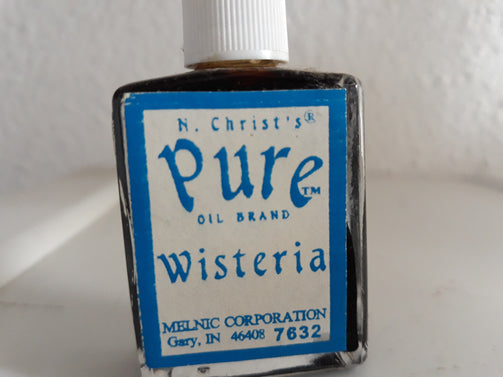 N. Christ's®
Pure™
OIL BRAND
Wisteria
MELNIC CORPORATION
Gary, IN 46408 7632